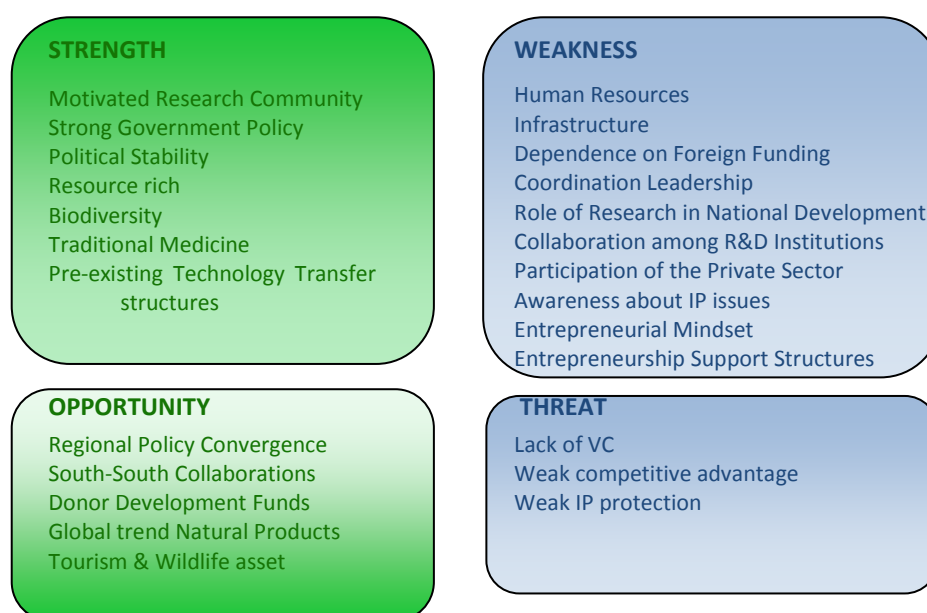 STRENGTH
Motivated Research Community
Strong Government Policy
Political Stability
Resource rich
Biodiversity
Traditional Medicine
Pre-existing Technology Transfer
structures
WEAKNESS
Human Resources
Infrastructure
Dependence on Foreign Funding
Coordination Leadership
Role of Research in National Development
Collaboration among R&D Institutions
Participation of the Private Sector
Awareness about IP issues
Entrepreneurial Mindset
Entrepreneurship Support Structures
OPPORTUNITY
Regional Policy Convergence
South-South Collaborations
Donor Development Funds
Global trend Natural Products
Tourism & Wildlife asset
THREAT
Lack of VC
Weak competitive advantage
Weak IP protection